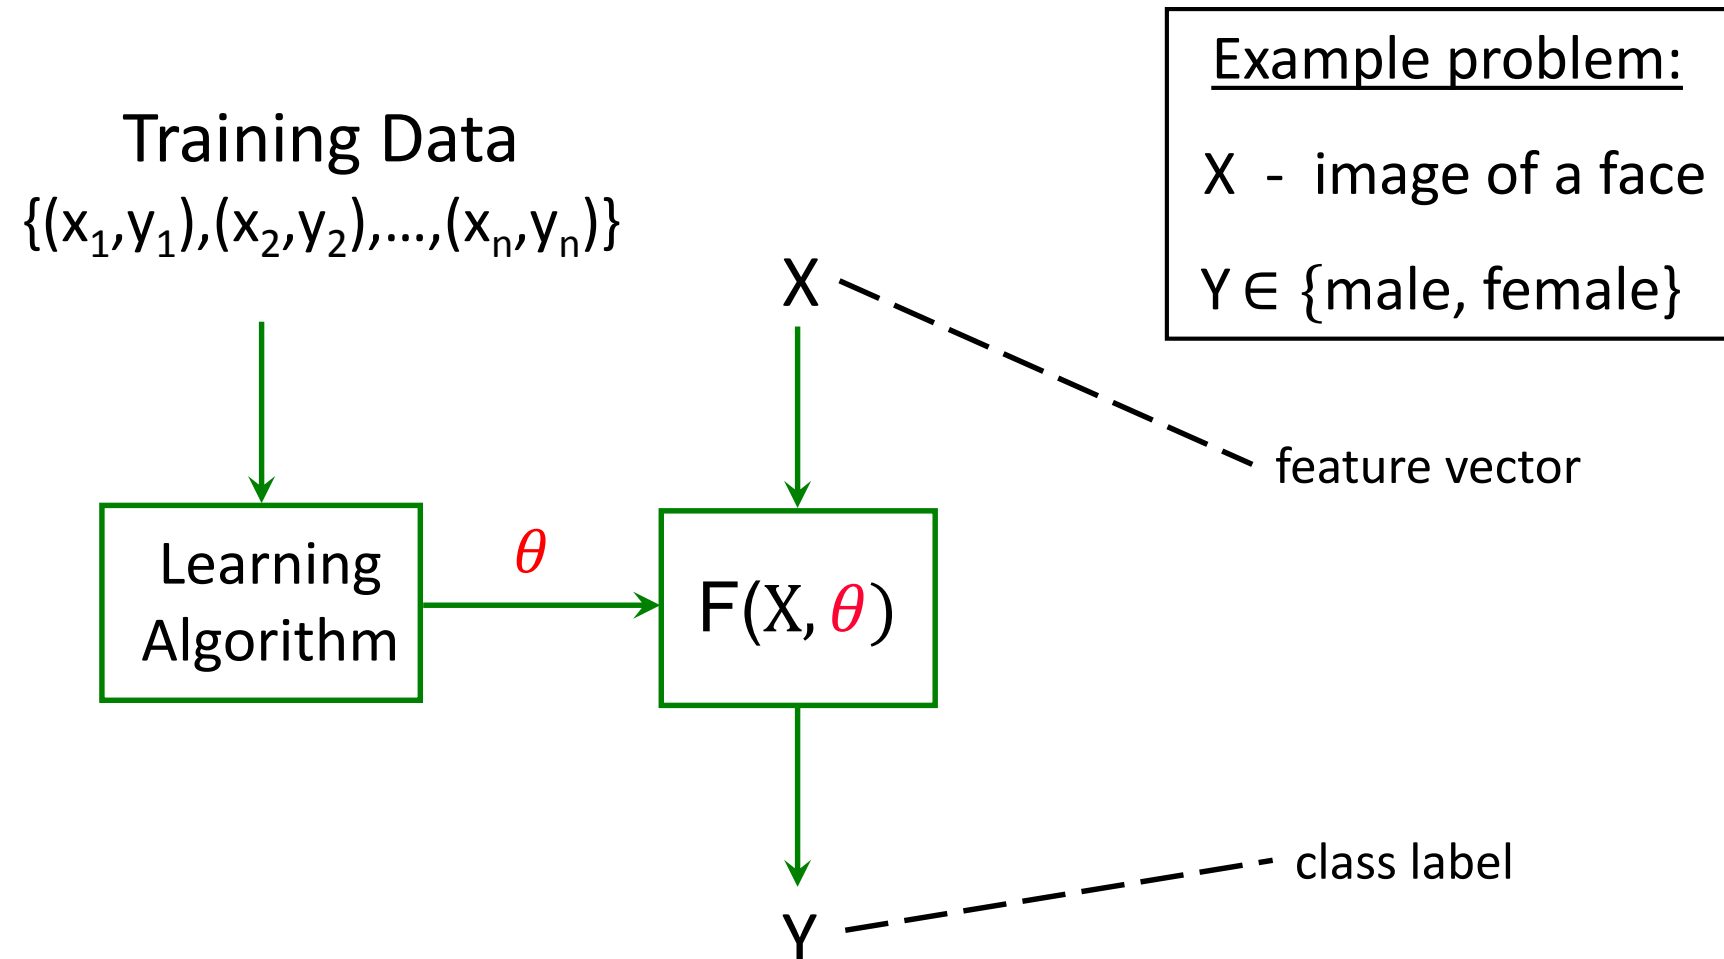 Training Data
{(x₁,y₁),(x₂,y₂),...,(xₙ,yₙ)}
Learning
Algorithm
θ
X
F(X, θ)
Y
Example problem:
X - image of a face
Y ∈ {male, female}
feature vector
class label